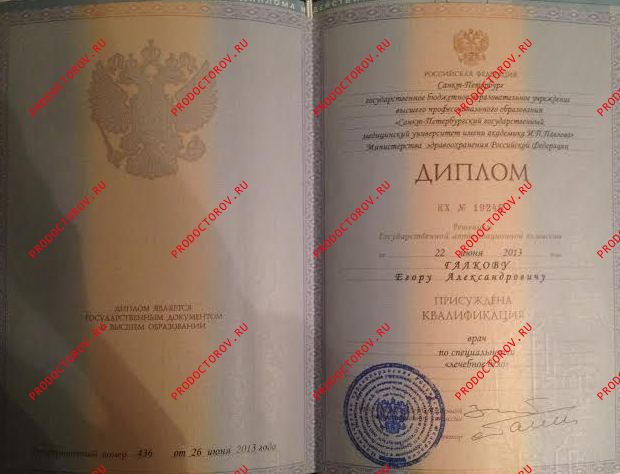 ДИПЛОМ ЯВЛЯЕТСЯ
ГОСУДАРСТВЕННЫМ ДОКУМЕНТОМ
О ВЫСШЕМ ОБРАЗОВАНИИ
Регистрационный номер 436 от 26 июня 2013 года
РОССИЙСКАЯ ФЕДЕРАЦИЯ
Санкт-Петербург
государственное бюджетное образовательное учреждение
высшего профессионального образования
«Санкт-Петербургский государственный
медицинский университет имени академика И.П.Павлова»
Министерства здравоохранения Российской Федерации
ДИПЛОМ
КХ №
Решением
Государственной аттестационной комиссии
от 22 июня 2013 года
ГАЛКОВУ
Егору Александровичу
ПРИСУЖДЕНА
КВАЛИФИКАЦИЯ
врач
по специальности
«лечебное дело»
PRODOCTOROV.RU